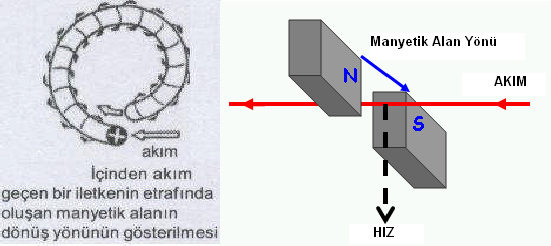 akım
İçinden akım
geçen bir iletkenin etrafında
oluşan manyetik alanın
dönüş yönünün gösterilmesi
Manyetik Alan Yönü
N
AKIM
S
HIZ